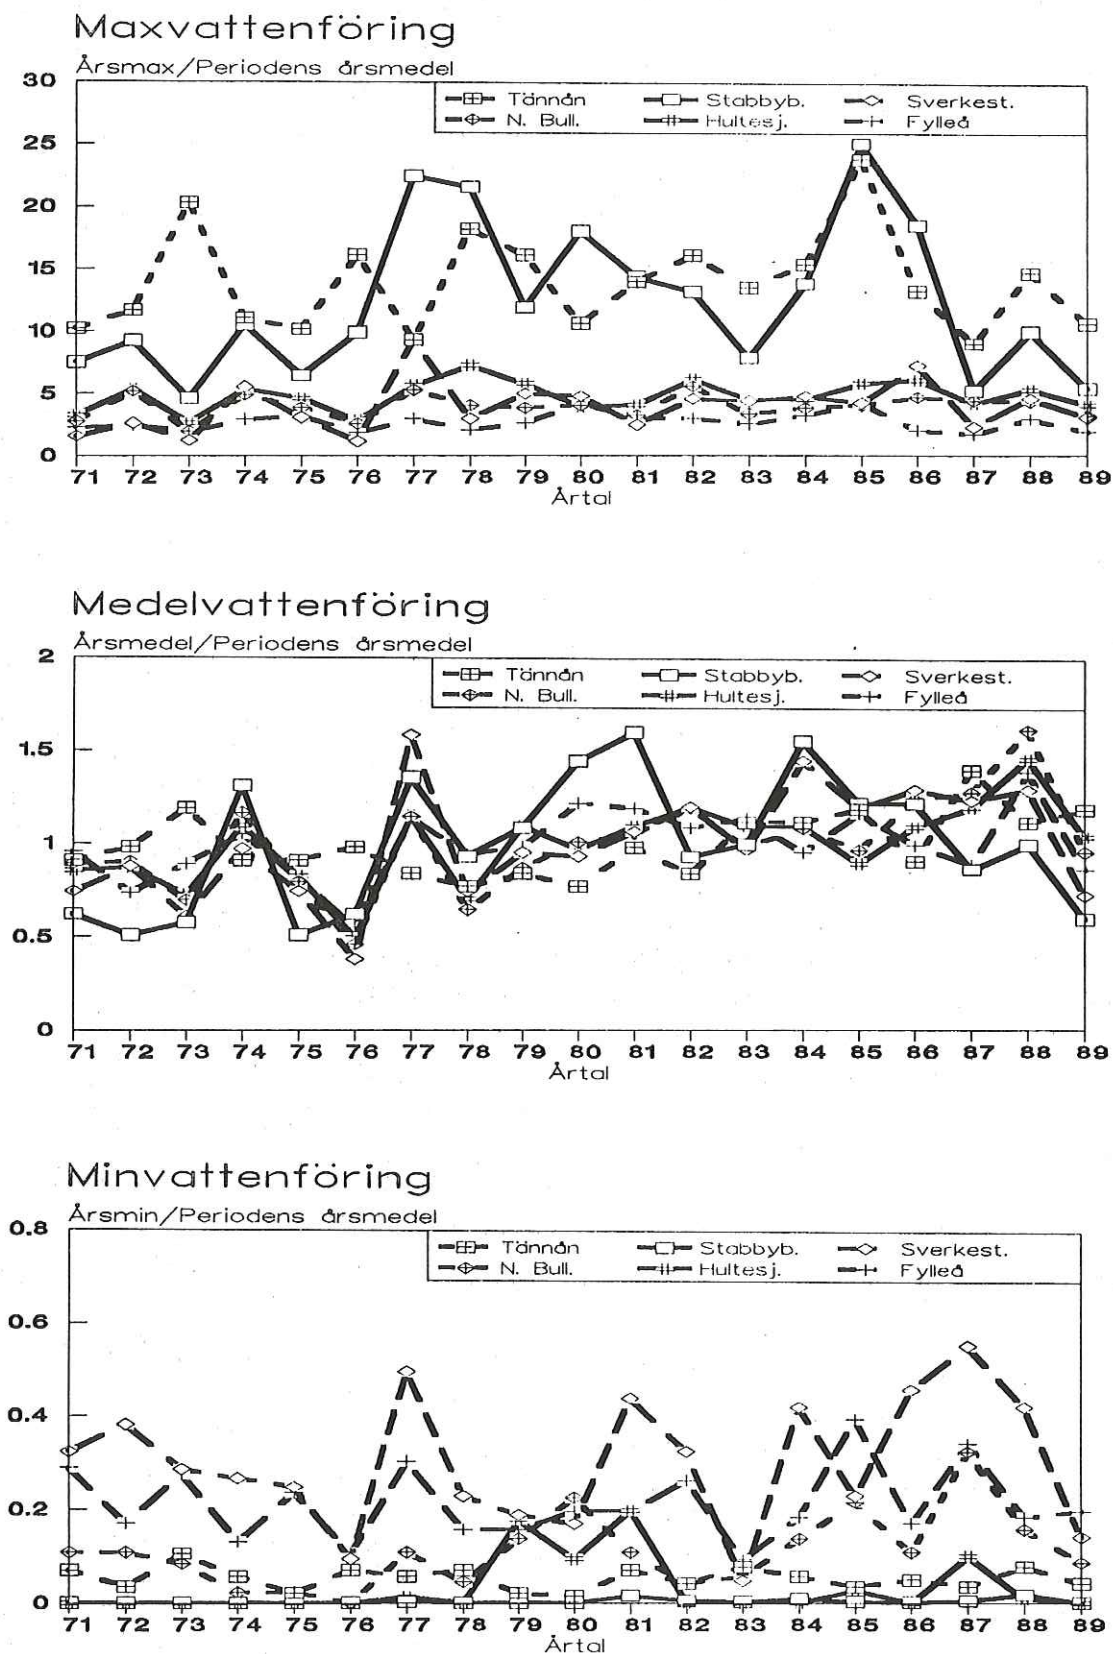 Maxvattenföring
Årsmax/Periodens årsmedel
30
Tännån Stabbyb. Sverkest.
N. Bull. Hultesj. Fylleå
25
20
15
10
5
0
71 72 73 74 75 76 77 78 79 80 81 82 83 84 85 86 87 88 89
Årtal
Medelvattenföring
Årsmedel/Periodens årsmedel
2
Tännån Stabbyb. Sverkest.
N. Bull. Hultesj. Fylleå
1.5
1
0.5
0
71 72 73 74 75 76 77 78 79 80 81 82 83 84 85 86 87 88 89
Årtal
Minvattenföring
Årsmin/Periodens årsmedel
0.8
Tännån Stabbyb. Sverkest.
N. Bull. Hultesj. Fylleå
0.6
0.4
0.2
0
71 72 73 74 75 76 77 78 79 80 81 82 83 84 85 86 87 88 89
Årtal